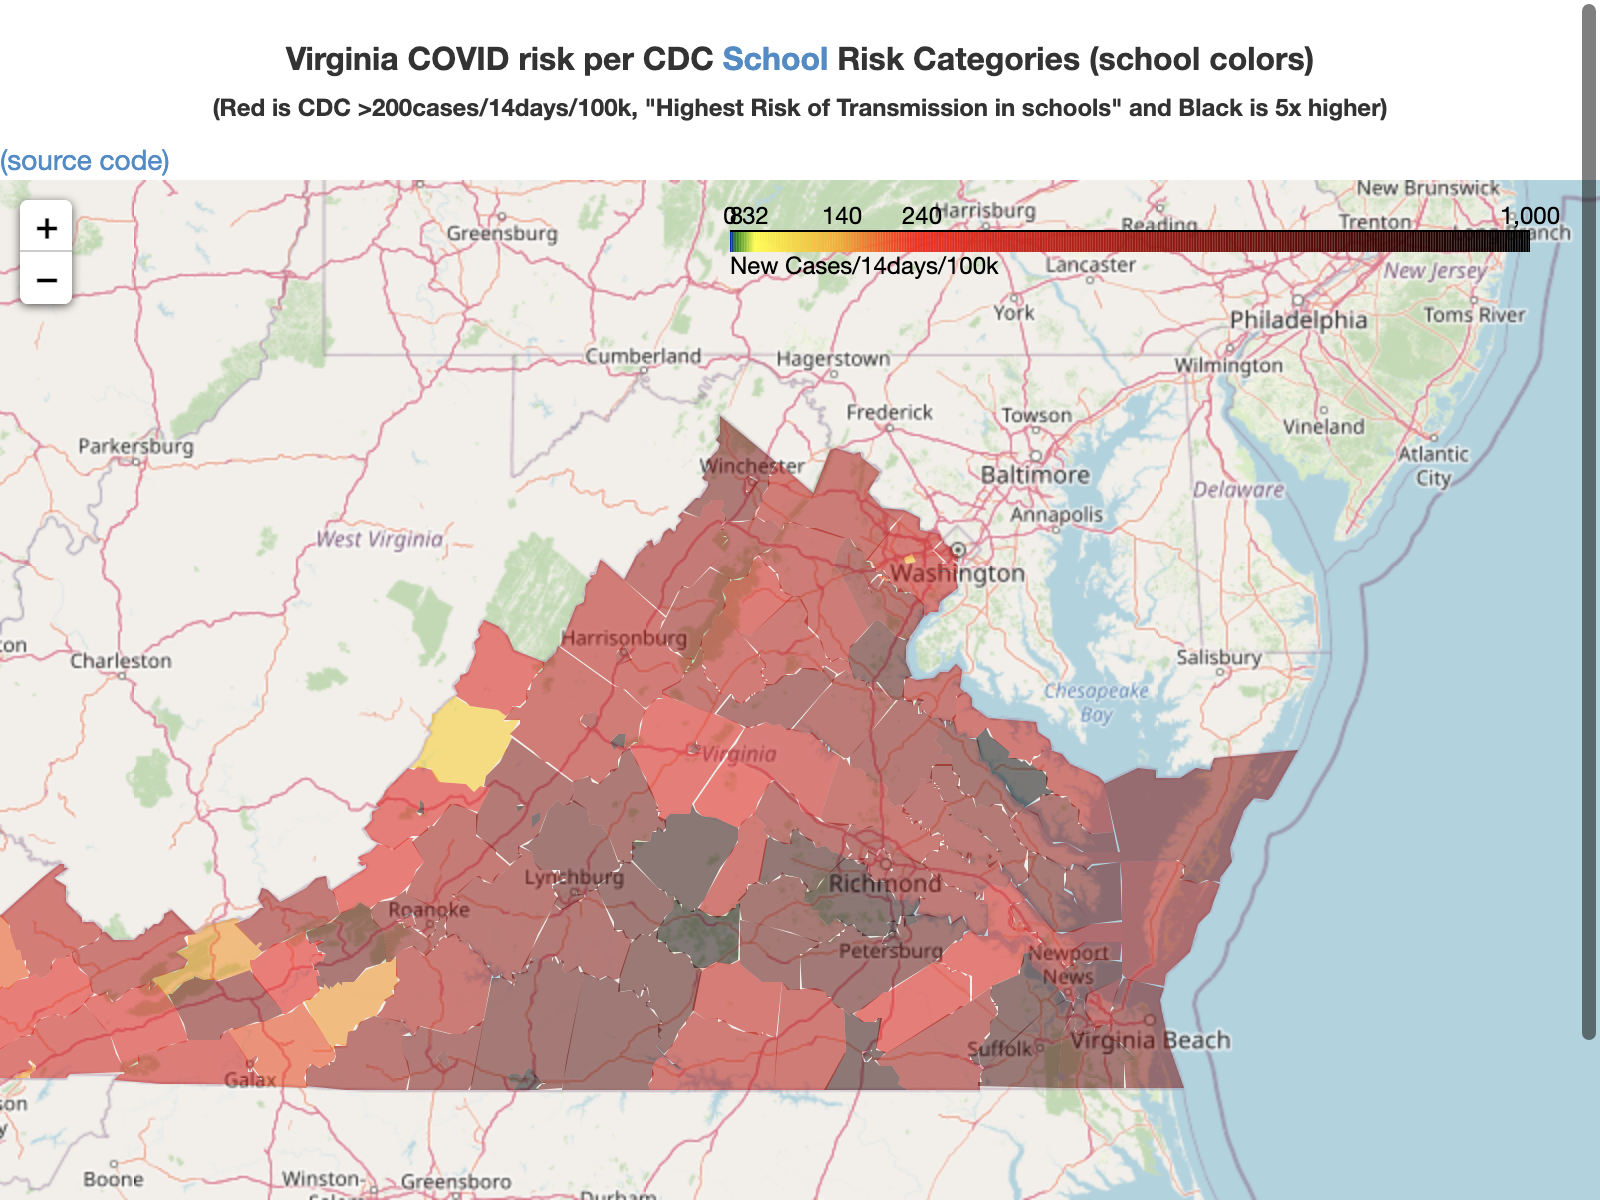 Virginia COVID risk per CDC School Risk Categories (school colors)
(Red is CDC >200cases/14days/100k, "Highest Risk of Transmission in schools" and Black is 5x higher)
(source code)
+
−
0 8 32 140 240 1,000
New Cases/14days/100k
New Brunswick
Harrisburg
Reading
Trenton
Long Branch
Greensburg
Lancaster
New Jersey
York
Philadelphia
Toms River
Cumberland
Hagerstown
Wilmington
Frederick
Towson
Vineland
Parkersburg
Winchester
Baltimore
Atlantic
City
Delaware
Annapolis
West Virginia
Washington
Harrisonburg
Charleston
Salisbury
Chesapeake
Bay
Virginia
Lynchburg
Richmond
Roanoke
Petersburg
Newport
News
Suffolk
Virginia Beach
Galax
son
y
Boone
Winston-
Salem
Greensboro
Durham